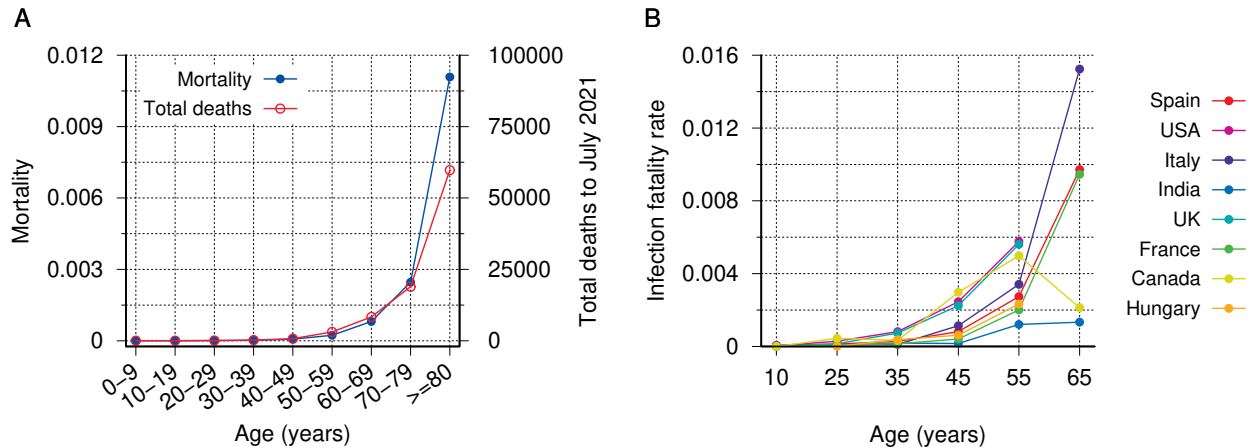 A
0.012
0.009
0.006
0.003
0
Mortality
Mortality
Total deaths
100000
75000
50000
25000
0
Total deaths to July 2021
0–9
10–19
20–29
30–39
40–49
50–59
60–69
70–79
>=80
Age (years)
B
0.016
0.012
0.008
0.004
0
Infection fatality rate
10 25 35 45 55 65
Age (years)
Spain
USA
Italy
India
UK
France
Canada
Hungary